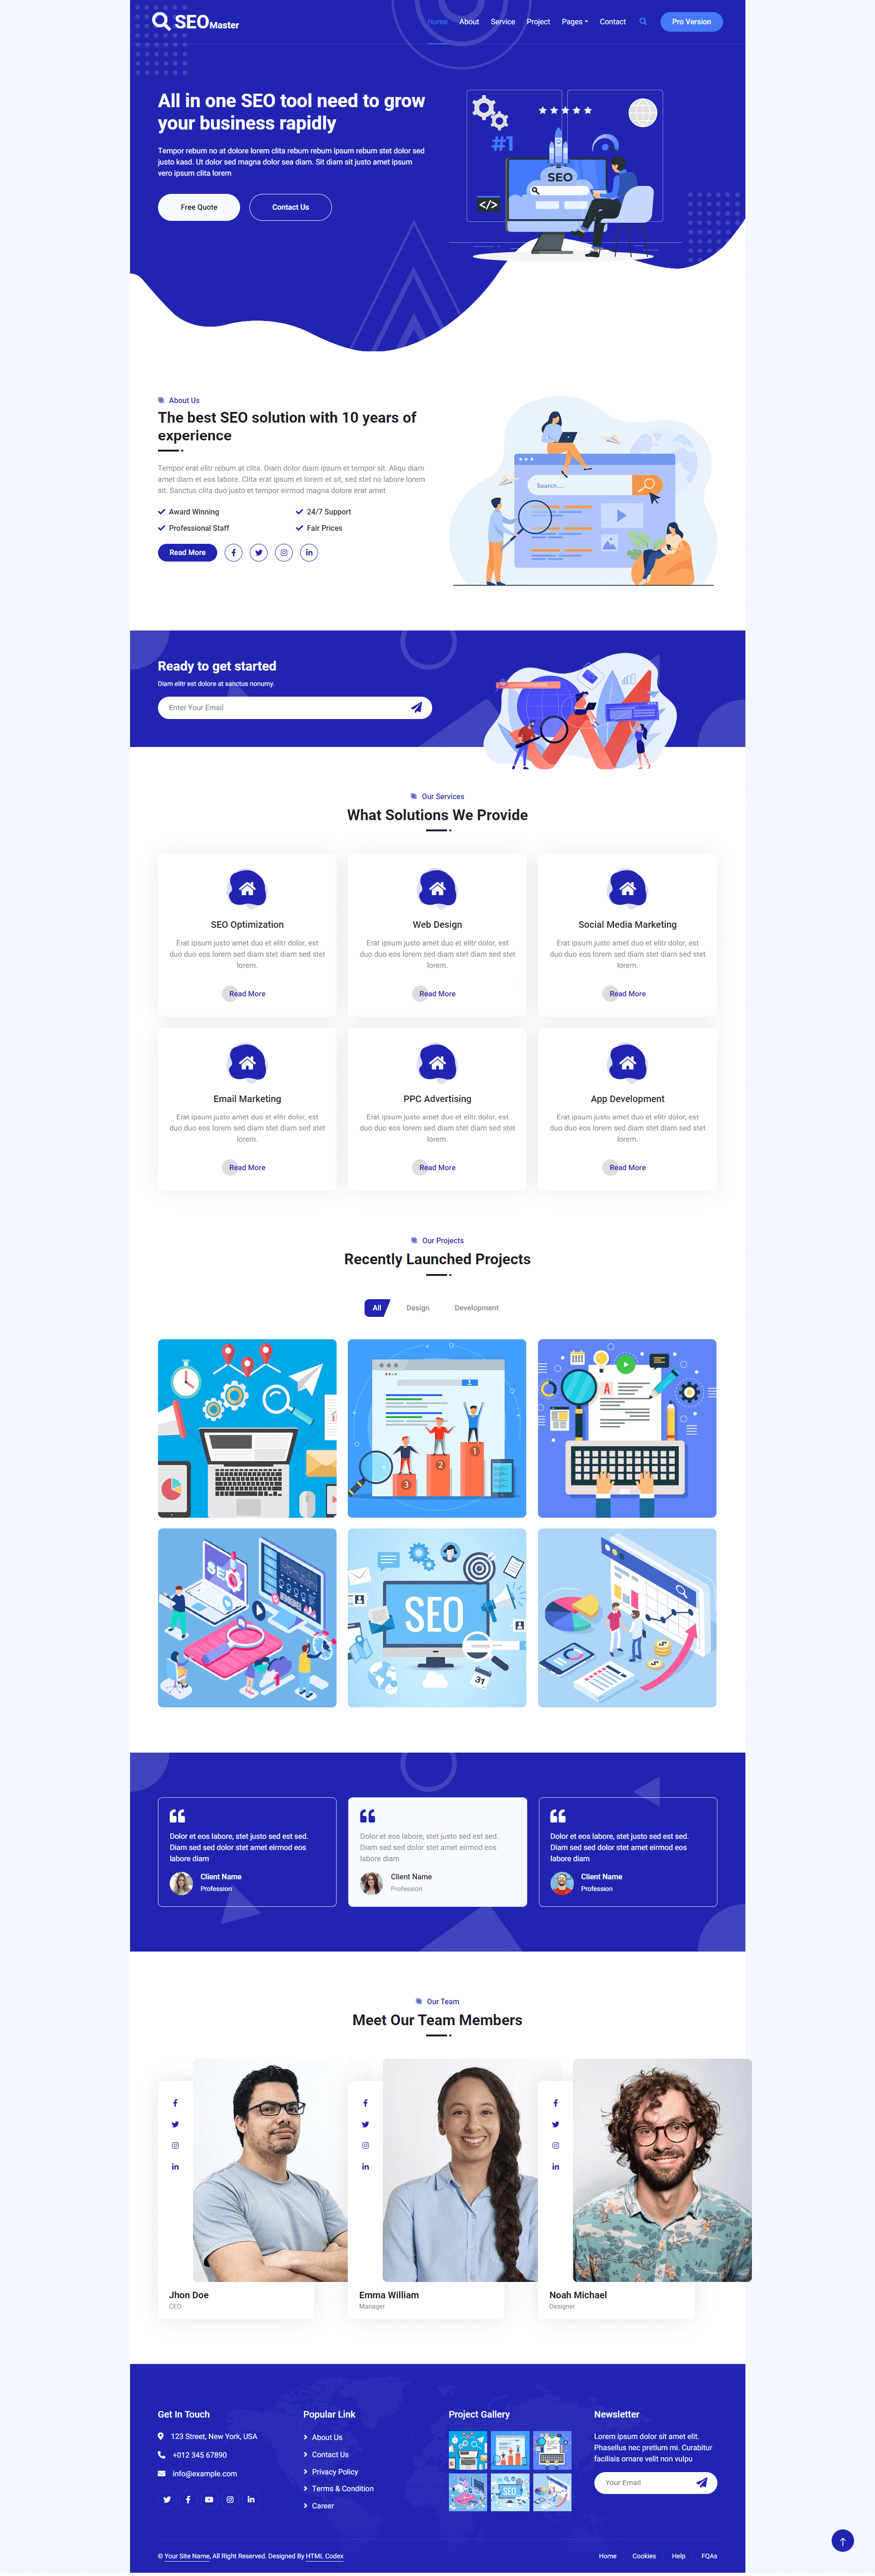 SEOMaster
Home About Service Project Pages Contact Pro Version
All in one SEO tool need to grow
your business rapidly
Tempor rebum no at dolore lorem clita rebum rebum ipsum rebum stet dolor sed
justo kasd. Ut dolor sed magna dolor sea diam. Sit diam sit justo amet ipsum
vero ipsum clita lorem
Free Quote Contact Us
#1
SEO
</>
About Us
The best SEO solution with 10 years of
experience
Tempor erat elitr rebum at clita. Diam dolor diam ipsum et tempor sit. Aliqu diam
amet diam et eos labore. Clita erat ipsum et lorem et sit, sed stet no labore lorem
sit. Sanctus clita duo justo et tempor eirmod magna dolore erat amet
Award Winning 24/7 Support
Professional Staff Fair Prices
Read More
Search....
Ready to get started
Diam elitr est dolore at sanctus nonumy.
Enter Your Email
Our Services
What Solutions We Provide
SEO Optimization Web Design Social Media Marketing
Erat ipsum justo amet duo et elitr dolor, est Erat ipsum justo amet duo et elitr dolor, est Erat ipsum justo amet duo et elitr dolor, est
duo duo eos lorem sed diam stet diam sed stet duo duo eos lorem sed diam stet diam sed stet duo duo eos lorem sed diam stet diam sed stet
lorem. lorem. lorem.
Read More Read More Read More
Email Marketing PPC Advertising App Development
Erat ipsum justo amet duo et elitr dolor, est Erat ipsum justo amet duo et elitr dolor, est Erat ipsum justo amet duo et elitr dolor, est
duo duo eos lorem sed diam stet diam sed stet duo duo eos lorem sed diam stet diam sed stet duo duo eos lorem sed diam stet diam sed stet
lorem. lorem. lorem.
Read More Read More Read More
Our Projects
Recently Launched Projects
All Design Development
3 2 1
A
SEO
SEO
31
Dolor et eos labore, stet justo sed est sed. Dolor et eos labore, stet justo sed est sed. Dolor et eos labore, stet justo sed est sed.
Diam sed sed dolor stet amet eirmod eos Diam sed sed dolor stet amet eirmod eos Diam sed sed dolor stet amet eirmod eos
labore diam labore diam labore diam
Client Name Client Name Client Name
Profession Profession Profession
Our Team
Meet Our Team Members
Jhon Doe Emma William Noah Michael
CEO Manager Designer
Get In Touch Popular Link Project Gallery Newsletter
123 Street, New York, USA
+012 345 67890
info@example.com
About Us
Contact Us
Privacy Policy
Terms & Condition
Career
Lorem ipsum dolor sit amet elit.
Phasellus nec pretium mi. Curabitur
facilisis ornare velit non vulpu
Your Email
© Your Site Name, All Right Reserved. Designed By HTML Codex
Home Cookies Help FQAs